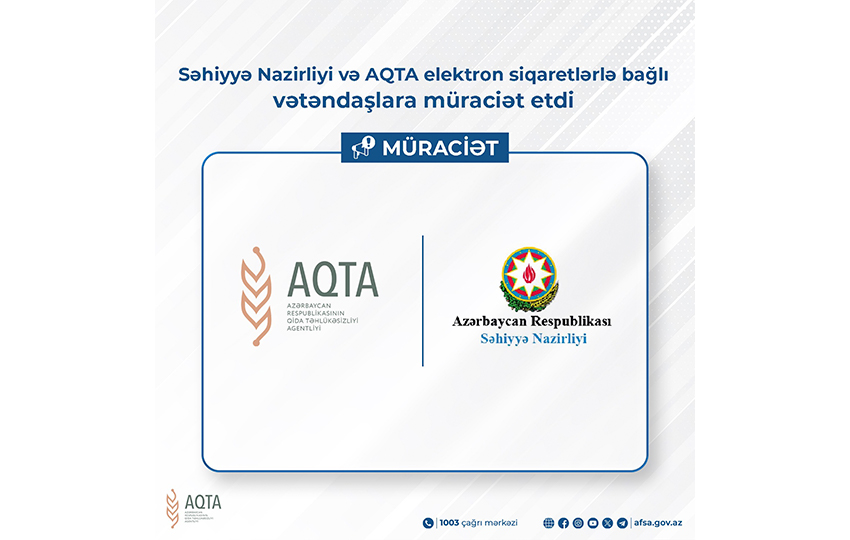 Səhiyyə Nazirliyi və AQTA elektron siqaretlərlə bağlı
vətəndaşlara müraciət etdi
MÜRACİƏT
AQTA
AZƏRBAYCAN
RESPUBLİKASININ
QİDA TƏHLÜKƏSİZLİYİ
AGENTLİYİ
Azərbaycan Respublikası
Səhiyyə Nazirliyi
AQTA
AZƏRBAYCAN
RESPUBLİKASININ
QİDA TƏHLÜKƏSİZLİYİ
AGENTLİYİ
1003 çağrı mərkəzi
afsa.gov.az